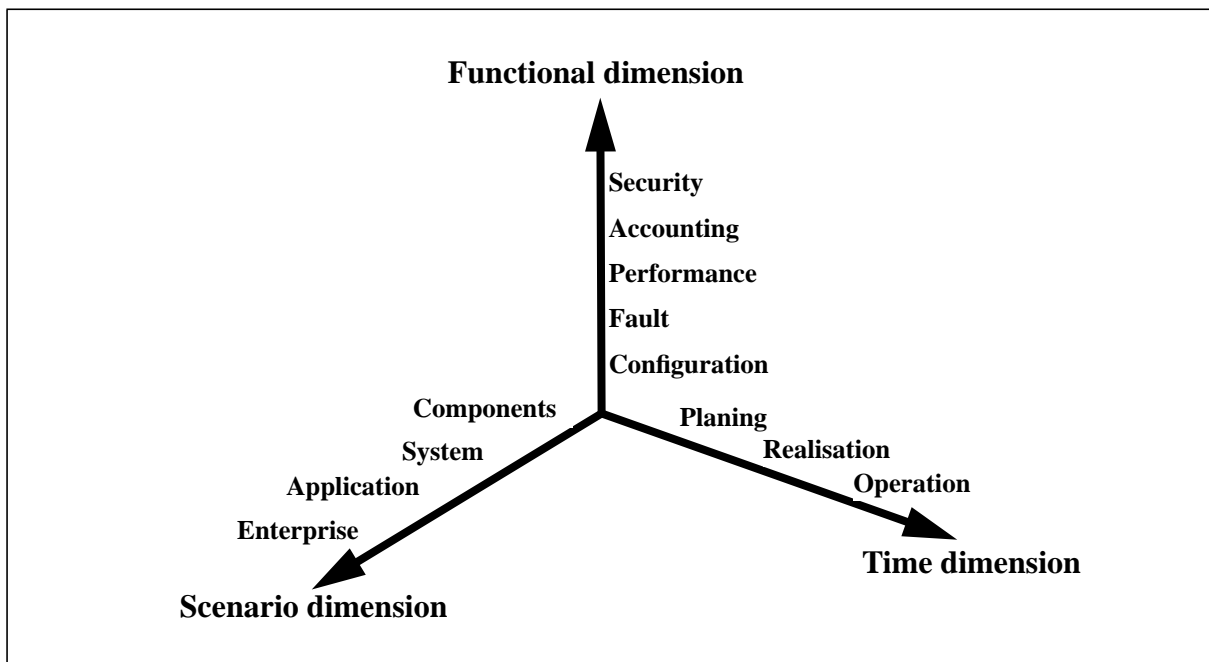 Functional dimension
Security
Accounting
Performance
Fault
Configuration
Components
Planing
System
Realisation
Application
Operation
Enterprise
Time dimension
Scenario dimension